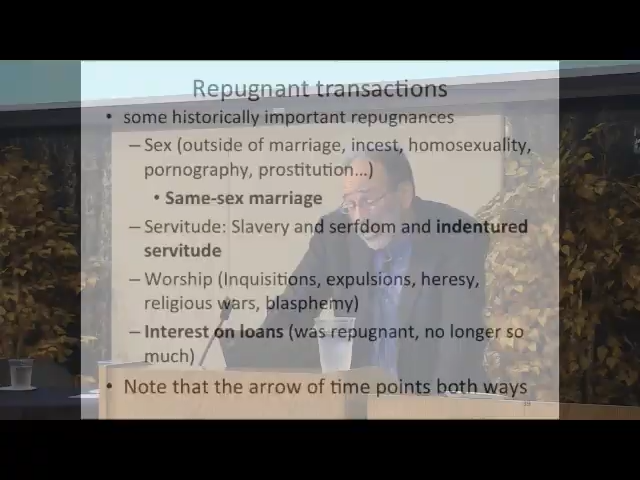 Repugnant transactions
• some historically important repugnances
– Sex (outside of marriage, incest, homosexuality,
pornography, prostitution...)
• Same-sex marriage
– Servitude: Slavery and serfdom and indentured
servitude
– Worship (Inquisitions, expulsions, heresy,
religious wars, blasphemy)
– Interest on loans (was repugnant, no longer so
much)
• Note that the arrow of time points both ways